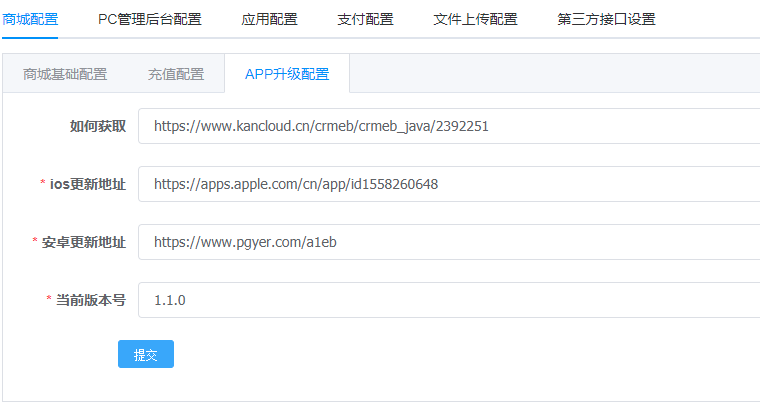 商城配置 PC管理后台配置 应用配置 支付配置 文件上传配置 第三方接口设置
商城基础配置 充值配置 APP升级配置
如何获取 https://www.kancloud.cn/crmeb/crmeb_java/2392251
* ios更新地址 https://apps.apple.com/cn/app/id1558260648
* 安卓更新地址 https://www.pgyer.com/a1eb
* 当前版本号 1.1.0
提交